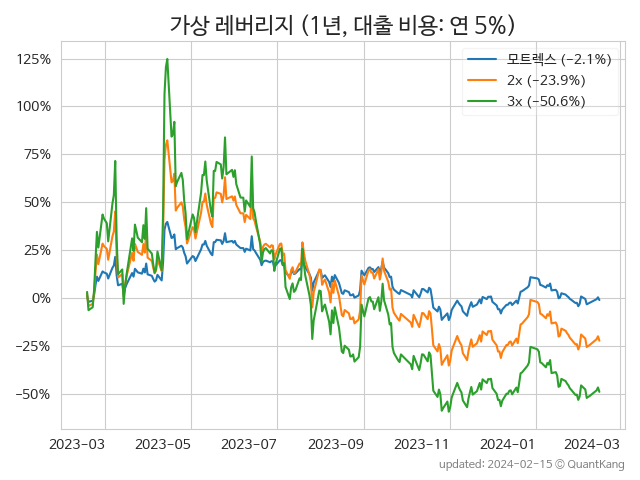 가상 레버리지 (1년, 대출 비용: 연 5%)
125%
100%
75%
50%
25%
0%
−25%
−50%
모트렉스 (−2.1%)
2x (−23.9%)
3x (−50.6%)
2023-03 2023-05 2023-07 2023-09 2023-11 2024-01 2024-03
updated: 2024-02-15 © QuantKang